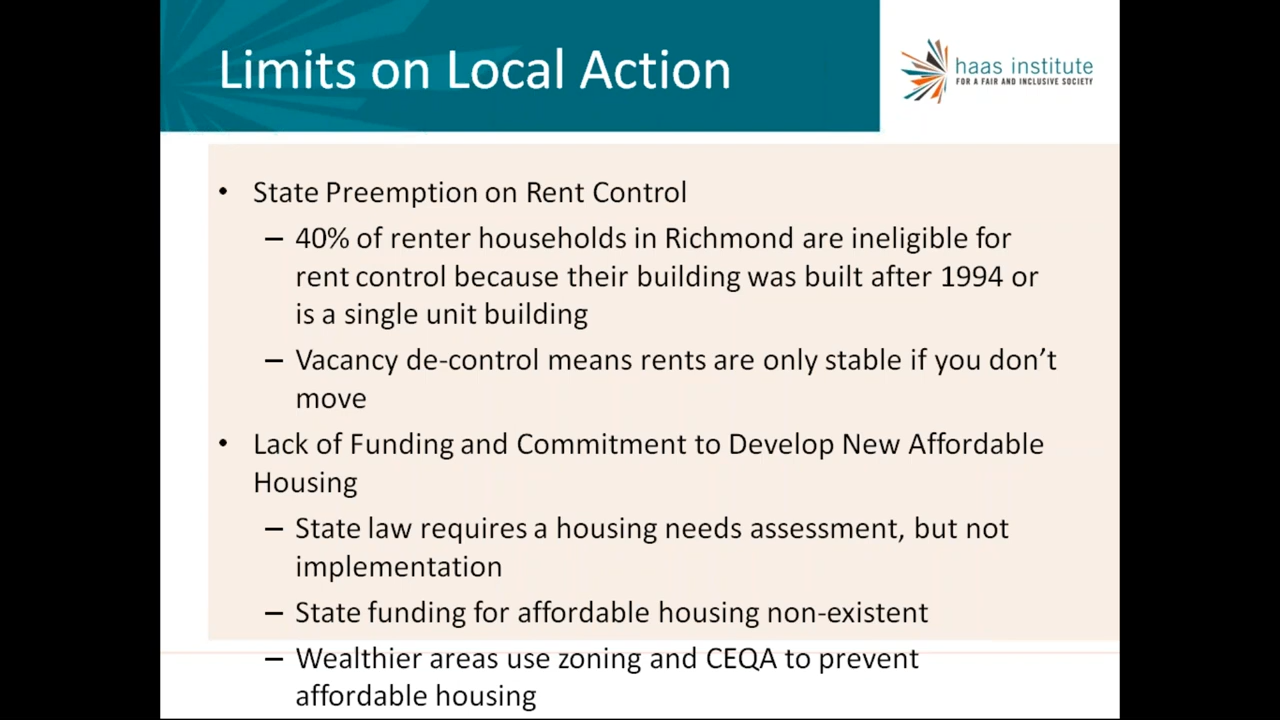 Limits on Local Action
haas institute
FOR A FAIR AND INCLUSIVE SOCIETY
• State Preemption on Rent Control
– 40% of renter households in Richmond are ineligible for
rent control because their building was built after 1994 or
is a single unit building
– Vacancy de-control means rents are only stable if you don’t
move
• Lack of Funding and Commitment to Develop New Affordable
Housing
– State law requires a housing needs assessment, but not
implementation
– State funding for affordable housing non-existent
– Wealthier areas use zoning and CEQA to prevent
affordable housing